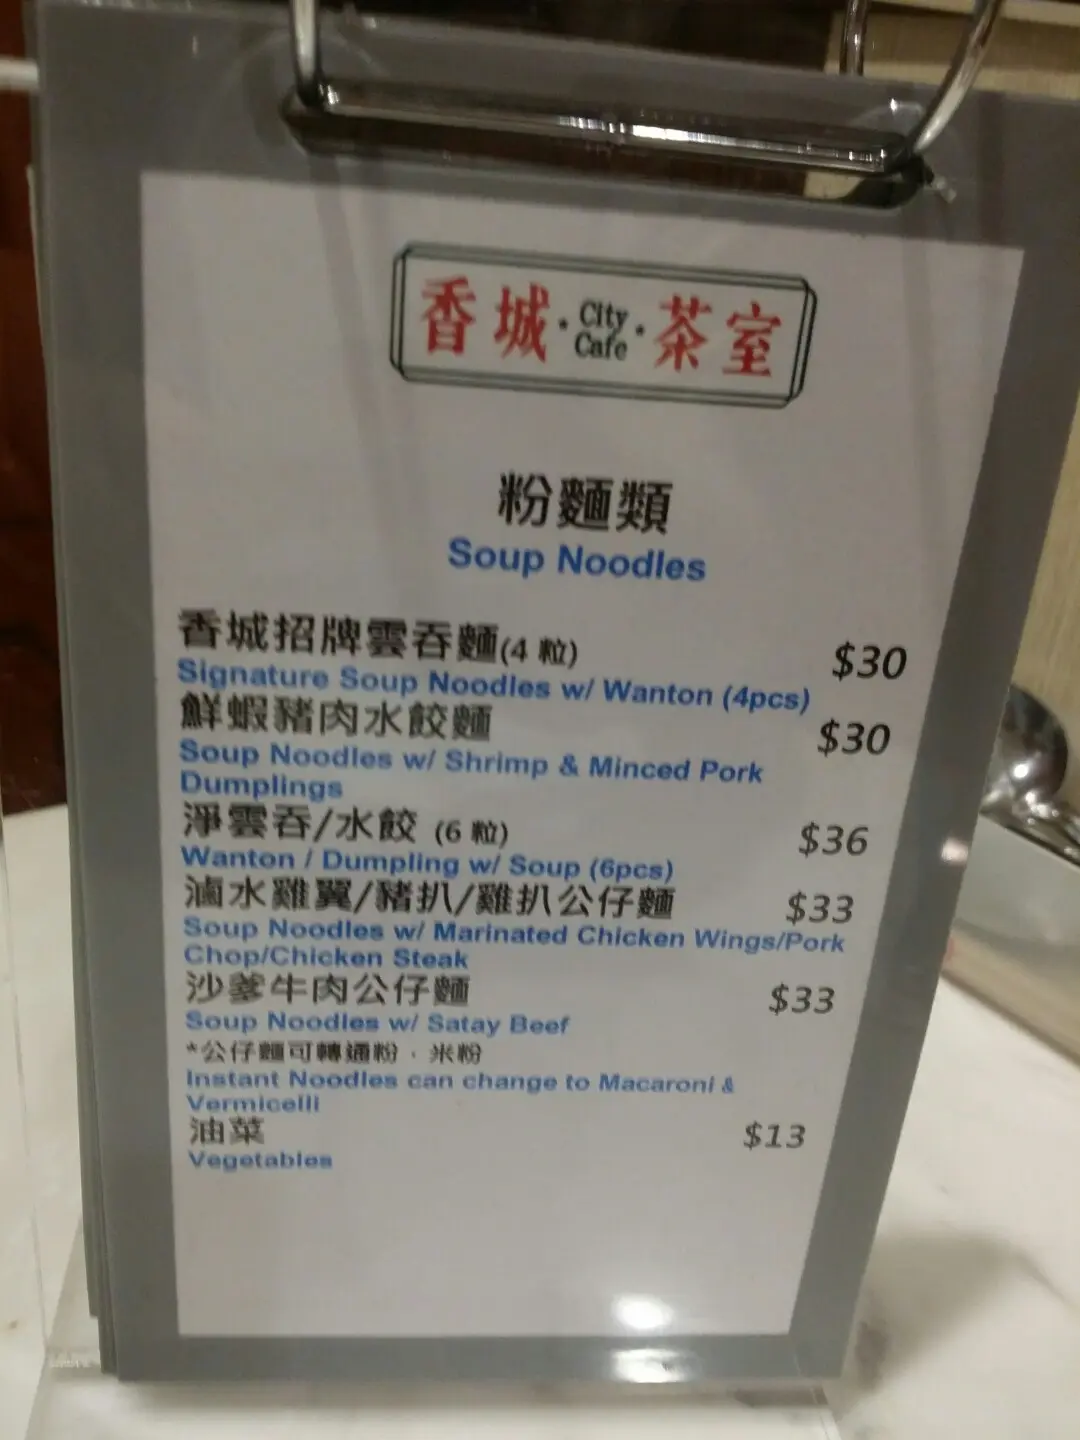 香城・City Cafe・茶室
粉麵類
Soup Noodles
香城招牌雲吞麵(4 粒) $30
Signature Soup Noodles w/ Wanton (4pcs)
鮮蝦豬肉水餃麵 $30
Soup Noodles w/ Shrimp & Minced Pork
Dumplings
淨雲吞/水餃 (6 粒) $36
Wanton / Dumpling w/ Soup (6pcs)
滷水雞翼/豬扒/雞扒公仔麵 $33
Soup Noodles w/ Marinated Chicken Wings/Pork
Chop/Chicken Steak
沙爹牛肉公仔麵 $33
Soup Noodles w/ Satay Beef
*公仔麵可轉通粉，米粉
Instant Noodles can change to Macaroni &
Vermicelli
油菜 $13
Vegetables